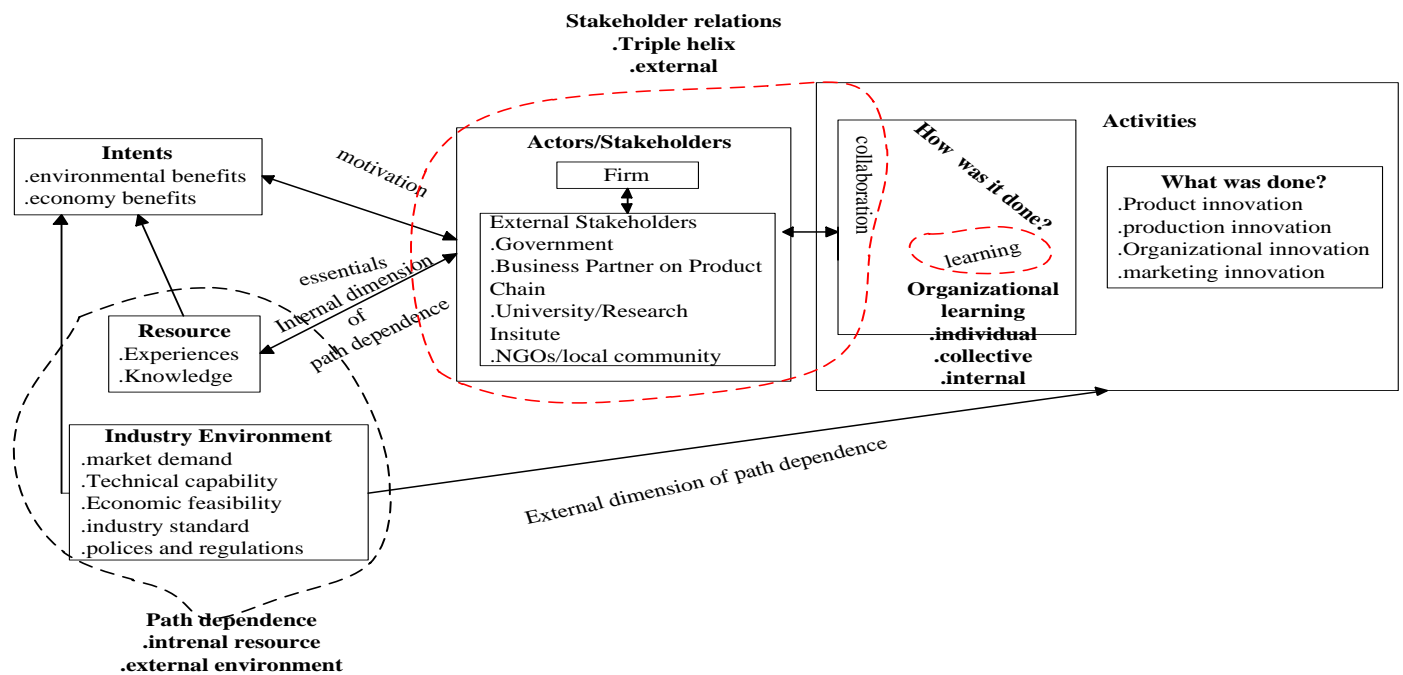 Stakeholder relations
.Triple helix
.external
Intents
.environmental benefits
.economy benefits
motivation
Actors/Stakeholders
Firm
External Stakeholders
.Government
.Business Partner on Product
Chain
.University/Research
Insitute
.NGOs/local community
collaboration
How was it done?
learning
Organizational
learning
.individual
.collective
.internal
Activities
What was done?
.Product innovation
.production innovation
.Organizational innovation
.marketing innovation
essentials
Internal dimension
of
path dependence
Resource
.Experiences
.Knowledge
Industry Environment
.market demand
.Technical capability
.Economic feasibility
.industry standard
.polices and regulations
External dimension of path dependence
Path dependence
.intrenal resource
.external environment